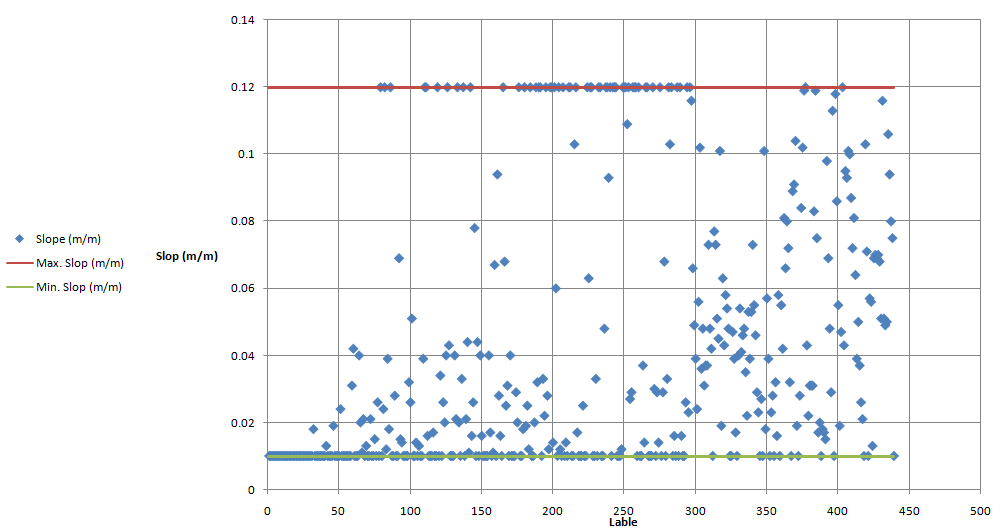 0.14
0.12
0.1
0.08
0.06
0.04
0.02
0
Slope (m/m)
Max. Slop (m/m)
Min. Slop (m/m)
Slop (m/m)
0 50 100 150 200 250 300 350 400 450 500
Lable